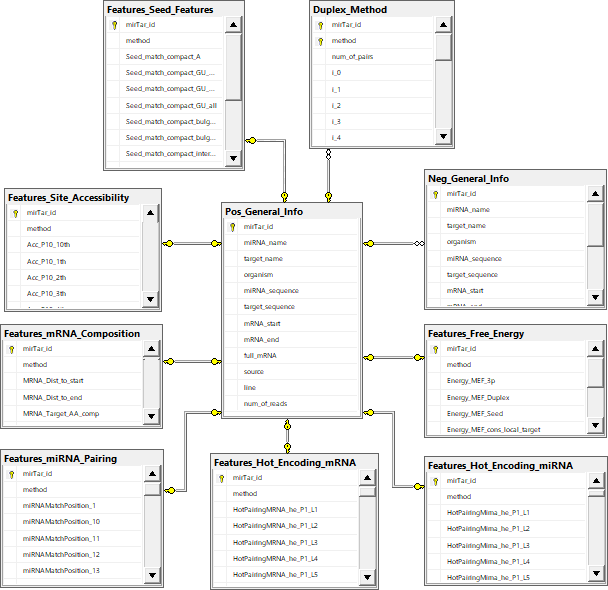 Features_Seed_Features
mirTar_id
method
Seed_match_compact_A
Seed_match_compact_GU_...
Seed_match_compact_GU_...
Seed_match_compact_GU_all
Seed_match_compact_bulg...
Seed_match_compact_bulg...
Seed_match_compact_inter...
Duplex_Method
mirTar_id
method
num_of_pairs
i_0
i_1
i_2
i_3
i_4
Neg_General_Info
mirTar_id
miRNA_name
target_name
organism
miRNA_sequence
target_sequence
mRNA_start
Features_Site_Accessibility
mirTar_id
method
Acc_P10_10th
Acc_P10_1th
Acc_P10_2th
Acc_P10_3th
Pos_General_Info
mirTar_id
miRNA_name
target_name
organism
miRNA_sequence
target_sequence
mRNA_start
mRNA_end
full_mRNA
source
line
num_of_reads
Features_mRNA_Composition
mirTar_id
method
MRNA_Dist_to_start
MRNA_Dist_to_end
MRNA_Target_AA_comp
Features_Free_Energy
mirTar_id
method
Energy_MEF_3p
Energy_MEF_Duplex
Energy_MEF_Seed
Energy_MEF_cons_local_target
Features_miRNA_Pairing
mirTar_id
method
miRNAMatchPosition_1
miRNAMatchPosition_10
miRNAMatchPosition_11
miRNAMatchPosition_12
miRNAMatchPosition_13
Features_Hot_Encoding_mRNA
mirTar_id
method
HotPairingMRNA_he_P1_L1
HotPairingMRNA_he_P1_L2
HotPairingMRNA_he_P1_L3
HotPairingMRNA_he_P1_L4
HotPairingMRNA_he_P1_L5
Features_Hot_Encoding_miRNA
mirTar_id
method
HotPairingMirna_he_P1_L1
HotPairingMirna_he_P1_L2
HotPairingMirna_he_P1_L3
HotPairingMirna_he_P1_L4
HotPairingMirna_he_P1_L5